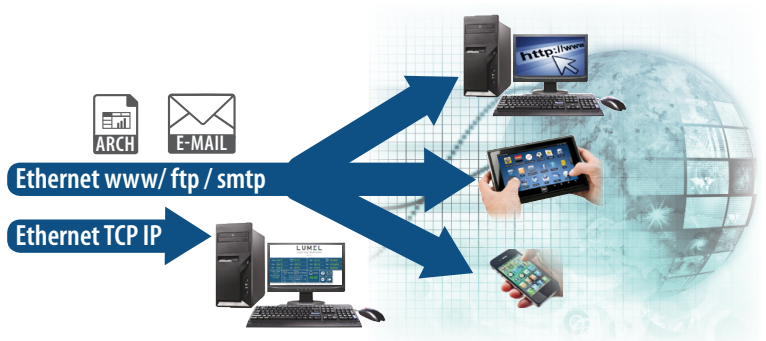 http://www
ARCH
E-MAIL
Ethernet www/ ftp / smtp
Ethernet TCP IP
LUMEL